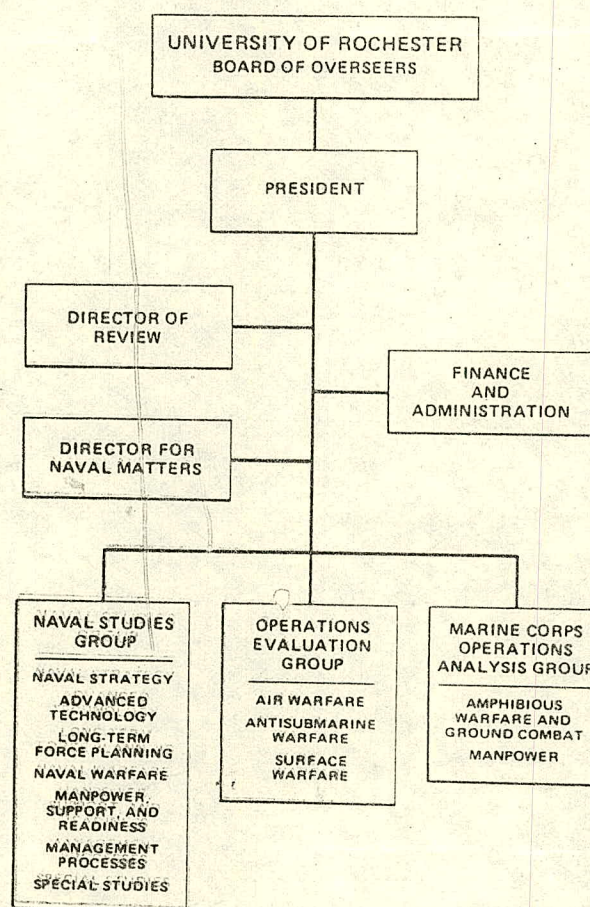 UNIVERSITY OF ROCHESTER
BOARD OF OVERSEERS
PRESIDENT
DIRECTOR OF
REVIEW
FINANCE
AND
ADMINISTRATION
DIRECTOR FOR
NAVAL MATTERS
NAVAL STUDIES
GROUP
NAVAL STRATEGY
ADVANCED
TECHNOLOGY
LONG-TERM
FORCE PLANNING
NAVAL WARFARE
MANPOWER,
SUPPORT, AND
READINESS
MANAGEMENT
PROCESSES
SPECIAL STUDIES
OPERATIONS
EVALUATION
GROUP
AIR WARFARE
ANTISUBMARINE
WARFARE
SURFACE
WARFARE
MARINE CORPS
OPERATIONS
ANALYSIS GROUP
AMPHIBIOUS
WARFARE AND
GROUND COMBAT
MANPOWER